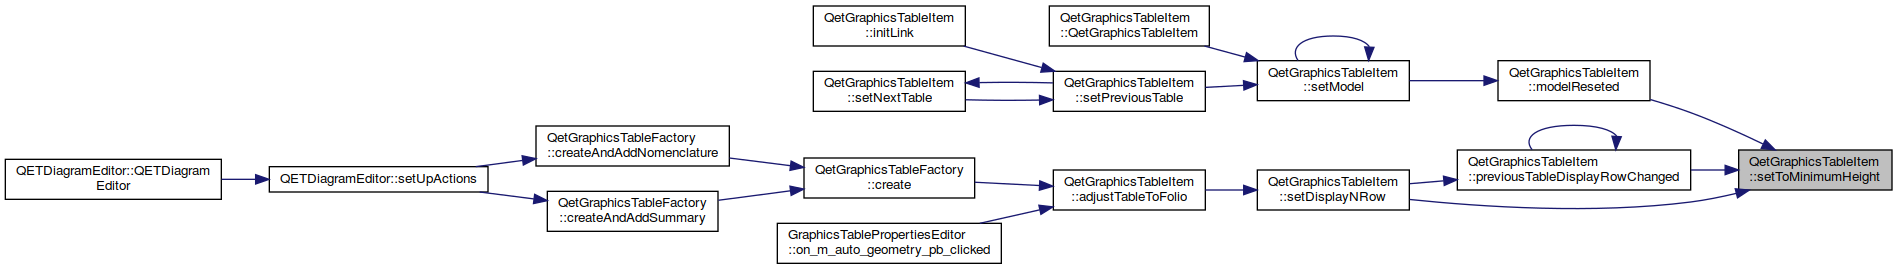 QetGraphicsTableItem
::initLink
QetGraphicsTableItem
::QetGraphicsTableItem
QetGraphicsTableItem
::setNextTable
QetGraphicsTableItem
::setPreviousTable
QetGraphicsTableItem
::setModel
QetGraphicsTableItem
::modelReseted
QETDiagramEditor::QETDiagram
Editor
QETDiagramEditor::setUpActions
QetGraphicsTableFactory
::createAndAddNomenclature
QetGraphicsTableFactory
::createAndAddSummary
QetGraphicsTableFactory
::create
GraphicsTablePropertiesEditor
::on_m_auto_geometry_pb_clicked
QetGraphicsTableItem
::adjustTableToFolio
QetGraphicsTableItem
::setDisplayNRow
QetGraphicsTableItem
::previousTableDisplayRowChanged
QetGraphicsTableItem
::setToMinimumHeight